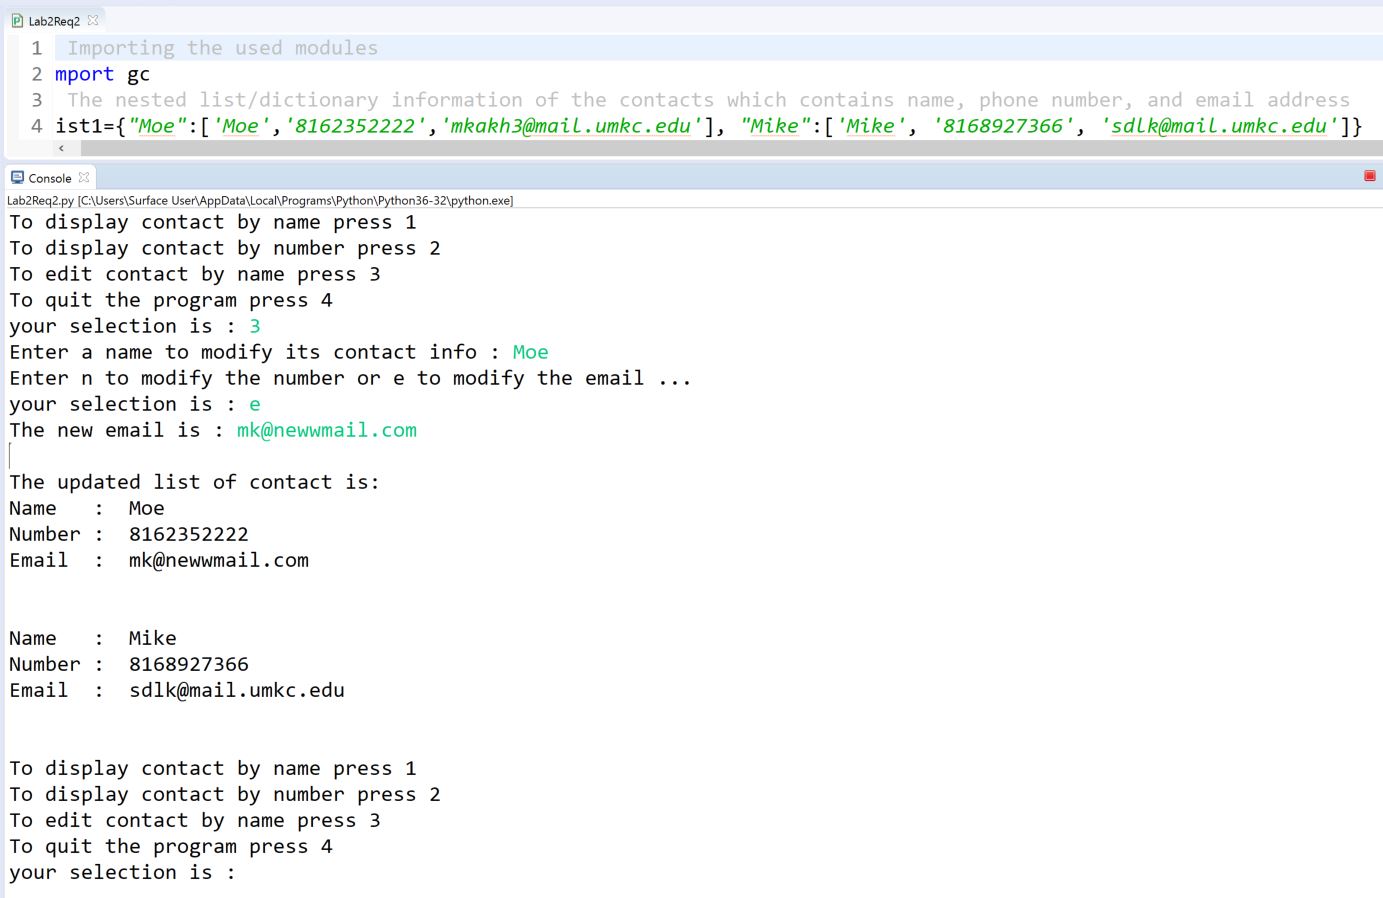 Lab2Req2
1 Importing the used modules
2 mport gc
3 The nested list/dictionary information of the contacts which contains name, phone number, and email address
4 ist1={"Moe":['Moe','8162352222','mkakh3@mail.umkc.edu'], "Mike":['Mike', '8168927366', 'sdlk@mail.umkc.edu']}
Console
Lab2Req2.py [C:\Users\Surface User\AppData\Local\Programs\Python\Python36-32\python.exe]
To display contact by name press 1
To display contact by number press 2
To edit contact by name press 3
To quit the program press 4
your selection is : 3
Enter a name to modify its contact info : Moe
Enter n to modify the number or e to modify the email ...
your selection is : e
The new email is : mk@newwmail.com
The updated list of contact is:
Name   :  Moe
Number :  8162352222
Email  :  mk@newwmail.com
Name   :  Mike
Number :  8168927366
Email  :  sdlk@mail.umkc.edu
To display contact by name press 1
To display contact by number press 2
To edit contact by name press 3
To quit the program press 4
your selection is :